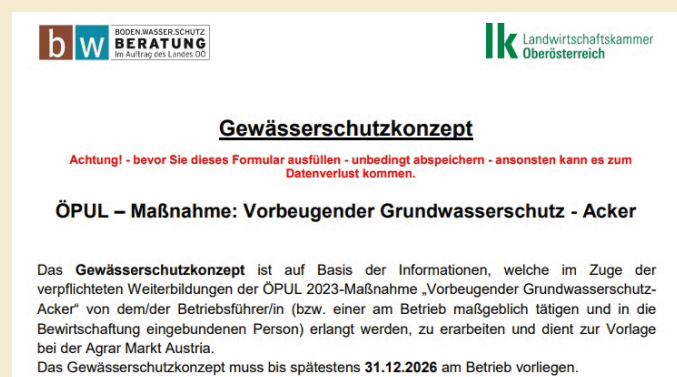 bw
BODEN.WASSER.SCHUTZ
BERATUNG
Im Auftrag des Landes OÖ
lk Landwirtschaftskammer
Oberösterreich
Gewässerschutzkonzept
Achtung! - bevor Sie dieses Formular ausfüllen - unbedingt abspeichern - ansonsten kann es zum
Datenverlust kommen.
ÖPUL – Maßnahme: Vorbeugender Grundwasserschutz - Acker
Das Gewässerschutzkonzept ist auf Basis der Informationen, welche im Zuge der
verpflichteten Weiterbildungen der ÖPUL 2023-Maßnahme „Vorbeugender Grundwasserschutz-
Acker“ von dem/der Betriebsführer/in (bzw. einer am Betrieb maßgeblich tätigen und in die
Bewirtschaftung eingebundenen Person) erlangt werden, zu erarbeiten und dient zur Vorlage
bei der Agrar Markt Austria.
Das Gewässerschutzkonzept muss bis spätestens 31.12.2026 am Betrieb vorliegen.